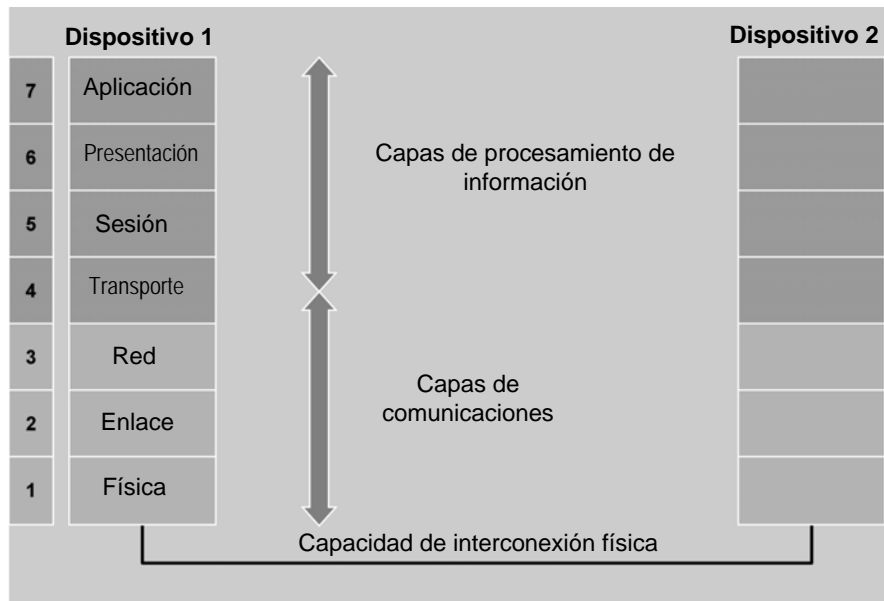 Dispositivo 1
Dispositivo 2
7
Aplicación
6
Presentación
Capas de procesamiento de
información
5
Sesión
4
Transporte
3
Red
Capas de
comunicaciones
2
Enlace
1
Física
Capacidad de interconexión física